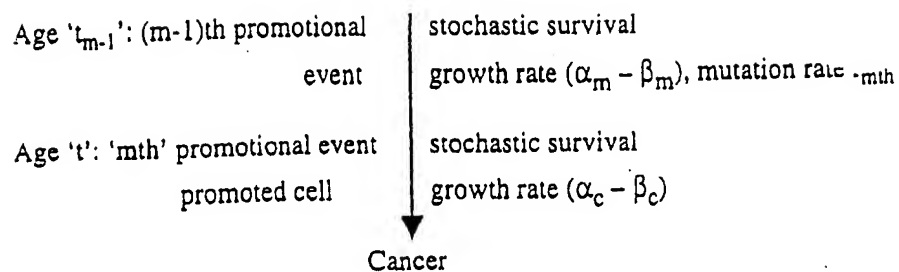 Age ‘t_{m-1}’: (m-1)th promotional event
stochastic survival
growth rate (α_m – β_m), mutation rate
Age ‘t’: ‘mth’ promotional event
promoted cell
stochastic survival
growth rate (α_c – β_c)
Cancer